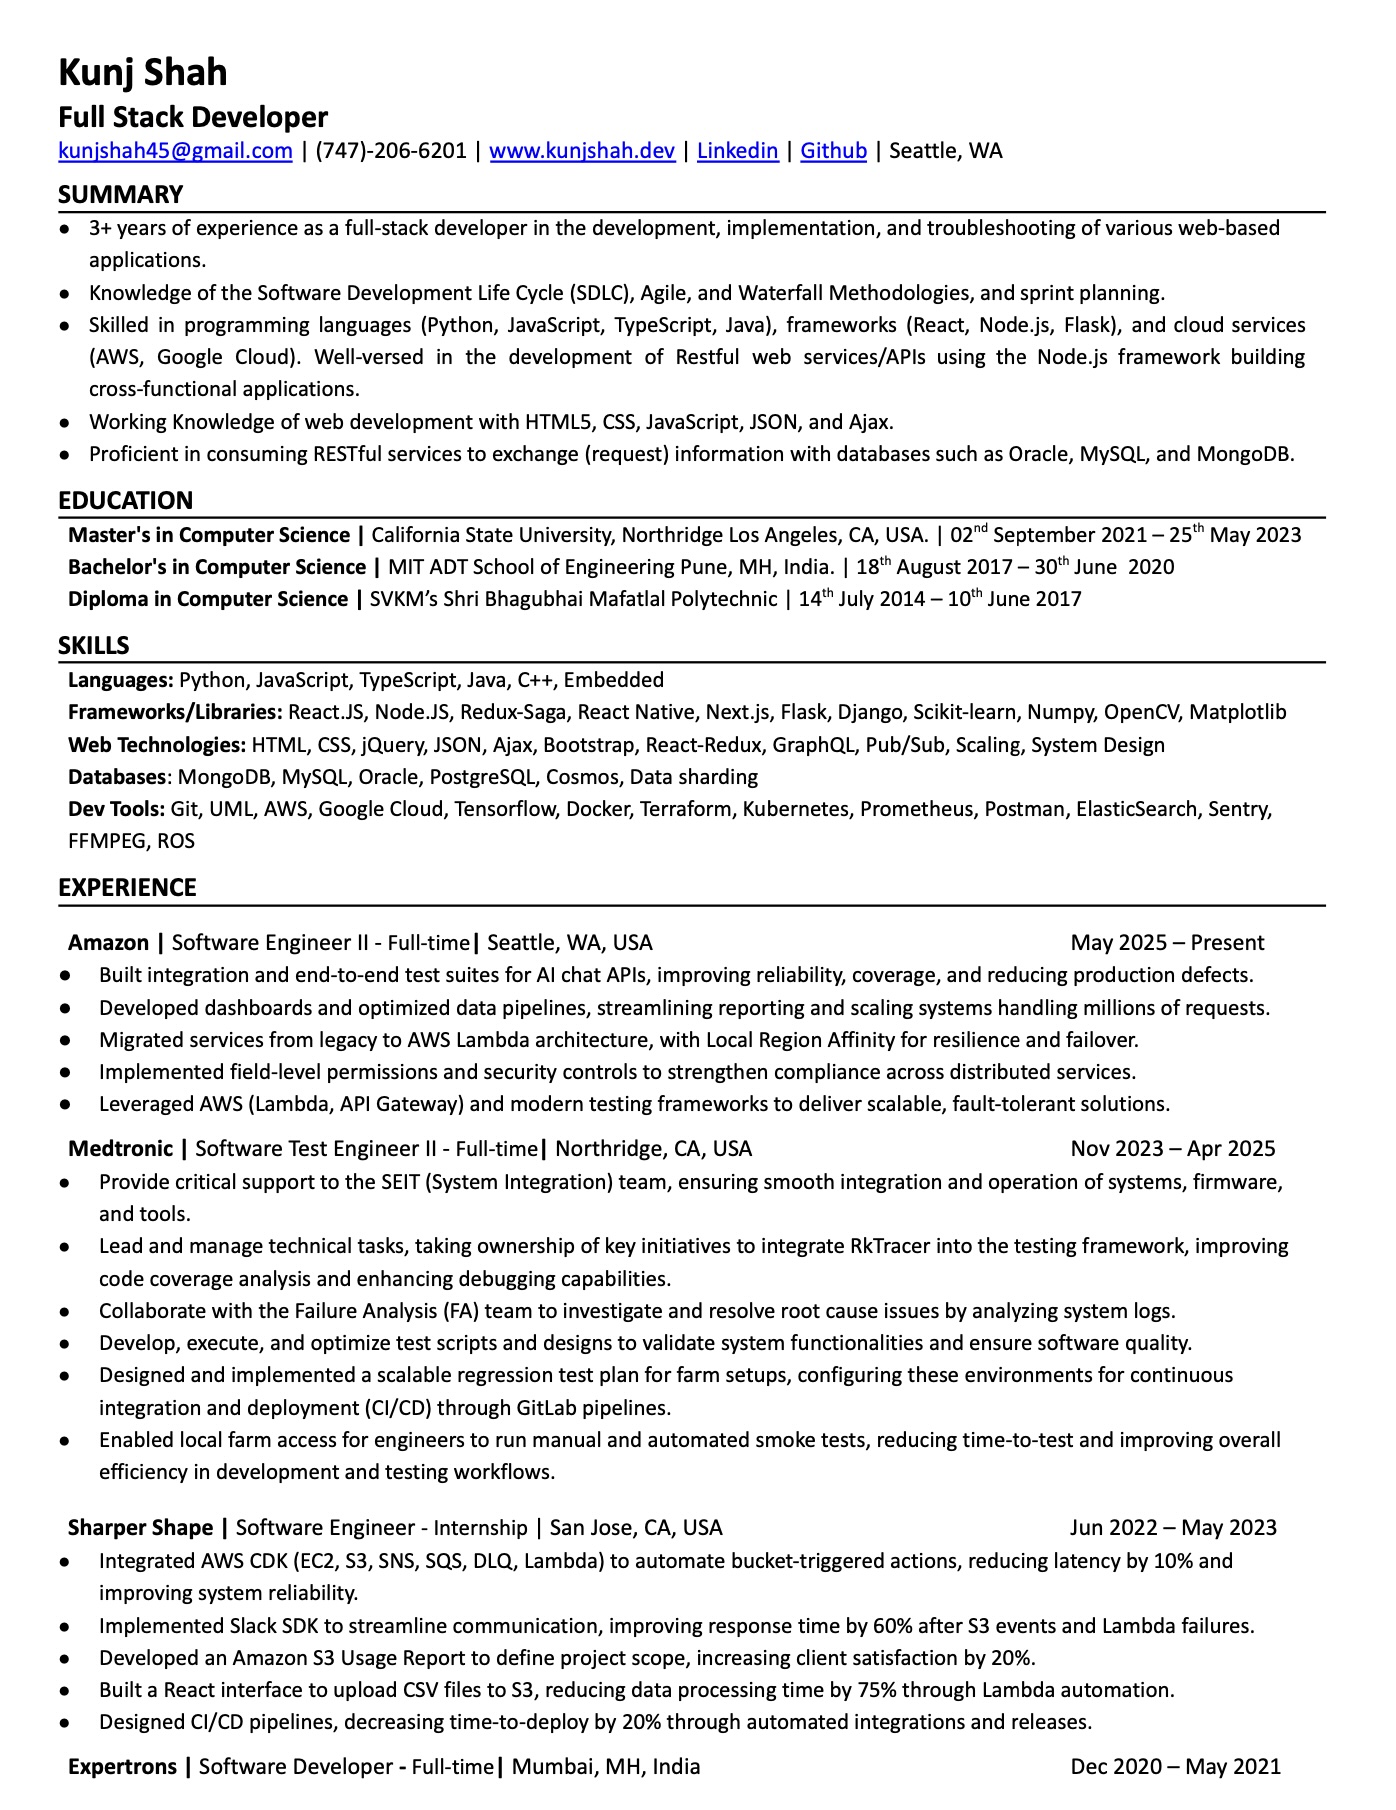 Kunj Shah
Full Stack Developer
kunjshah45@gmail.com | (747)-206-6201 | www.kunjshah.dev | Linkedin | Github | Seattle, WA
SUMMARY
● 3+ years of experience as a full-stack developer in the development, implementation, and troubleshooting of various web-based
applications.
● Knowledge of the Software Development Life Cycle (SDLC), Agile, and Waterfall Methodologies, and sprint planning.
● Skilled in programming languages (Python, JavaScript, TypeScript, Java), frameworks (React, Node.js, Flask), and cloud services
(AWS, Google Cloud). Well-versed in the development of Restful web services/APIs using the Node.js framework building
cross-functional applications.
● Working Knowledge of web development with HTML5, CSS, JavaScript, JSON, and Ajax.
● Proficient in consuming RESTful services to exchange (request) information with databases such as Oracle, MySQL, and MongoDB.
EDUCATION
Master's in Computer Science | California State University, Northridge Los Angeles, CA, USA. | 02nd September 2021 – 25th May 2023
Bachelor's in Computer Science | MIT ADT School of Engineering Pune, MH, India. | 18th August 2017 – 30th June 2020
Diploma in Computer Science | SVKM’s Shri Bhagubhai Mafatlal Polytechnic | 14th July 2014 – 10th June 2017
SKILLS
Languages: Python, JavaScript, TypeScript, Java, C++, Embedded
Frameworks/Libraries: React.JS, Node.JS, Redux-Saga, React Native, Next.js, Flask, Django, Scikit-learn, Numpy, OpenCV, Matplotlib
Web Technologies: HTML, CSS, jQuery, JSON, Ajax, Bootstrap, React-Redux, GraphQL, Pub/Sub, Scaling, System Design
Databases: MongoDB, MySQL, Oracle, PostgreSQL, Cosmos, Data sharding
Dev Tools: Git, UML, AWS, Google Cloud, Tensorflow, Docker, Terraform, Kubernetes, Prometheus, Postman, ElasticSearch, Sentry,
FFMPEG, ROS
EXPERIENCE
Amazon | Software Engineer II - Full-time| Seattle, WA, USA May 2025 – Present
● Built integration and end-to-end test suites for AI chat APIs, improving reliability, coverage, and reducing production defects.
● Developed dashboards and optimized data pipelines, streamlining reporting and scaling systems handling millions of requests.
● Migrated services from legacy to AWS Lambda architecture, with Local Region Affinity for resilience and failover.
● Implemented field-level permissions and security controls to strengthen compliance across distributed services.
● Leveraged AWS (Lambda, API Gateway) and modern testing frameworks to deliver scalable, fault-tolerant solutions.
Medtronic | Software Test Engineer II - Full-time| Northridge, CA, USA Nov 2023 – Apr 2025
● Provide critical support to the SEIT (System Integration) team, ensuring smooth integration and operation of systems, firmware,
and tools.
● Lead and manage technical tasks, taking ownership of key initiatives to integrate RkTracer into the testing framework, improving
code coverage analysis and enhancing debugging capabilities.
● Collaborate with the Failure Analysis (FA) team to investigate and resolve root cause issues by analyzing system logs.
● Develop, execute, and optimize test scripts and designs to validate system functionalities and ensure software quality.
● Designed and implemented a scalable regression test plan for farm setups, configuring these environments for continuous
integration and deployment (CI/CD) through GitLab pipelines.
● Enabled local farm access for engineers to run manual and automated smoke tests, reducing time-to-test and improving overall
efficiency in development and testing workflows.
Sharper Shape | Software Engineer - Internship | San Jose, CA, USA Jun 2022 – May 2023
● Integrated AWS CDK (EC2, S3, SNS, SQS, DLQ, Lambda) to automate bucket-triggered actions, reducing latency by 10% and
improving system reliability.
● Implemented Slack SDK to streamline communication, improving response time by 60% after S3 events and Lambda failures.
● Developed an Amazon S3 Usage Report to define project scope, increasing client satisfaction by 20%.
● Built a React interface to upload CSV files to S3, reducing data processing time by 75% through Lambda automation.
● Designed CI/CD pipelines, decreasing time-to-deploy by 20% through automated integrations and releases.
Expertrons | Software Developer - Full-time| Mumbai, MH, India Dec 2020 – May 2021